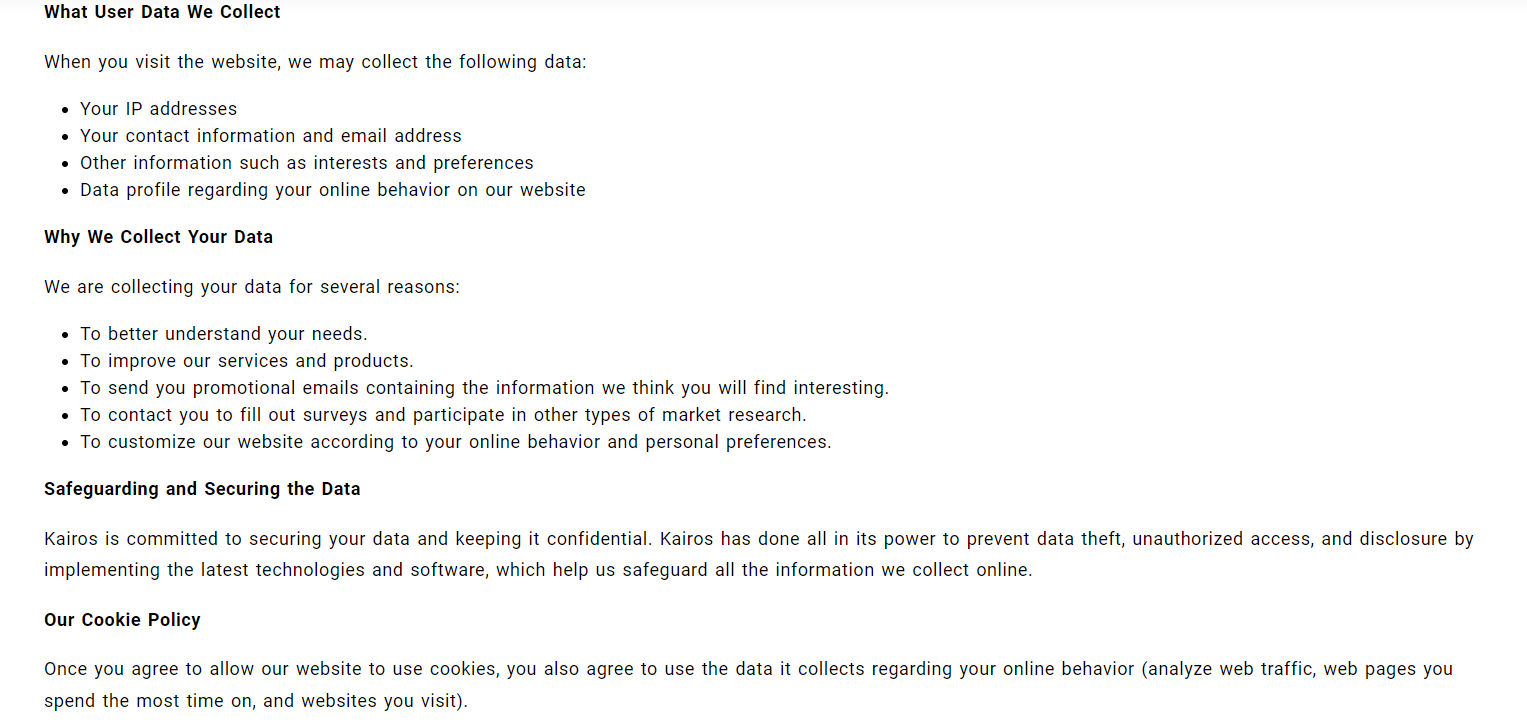 What User Data We Collect
When you visit the website, we may collect the following data:
• Your IP addresses
• Your contact information and email address
• Other information such as interests and preferences
• Data profile regarding your online behavior on our website
Why We Collect Your Data
We are collecting your data for several reasons:
• To better understand your needs.
• To improve our services and products.
• To send you promotional emails containing the information we think you will find interesting.
• To contact you to fill out surveys and participate in other types of market research.
• To customize our website according to your online behavior and personal preferences.
Safeguarding and Securing the Data
Kairos is committed to securing your data and keeping it confidential. Kairos has done all in its power to prevent data theft, unauthorized access, and disclosure by
implementing the latest technologies and software, which help us safeguard all the information we collect online.
Our Cookie Policy
Once you agree to allow our website to use cookies, you also agree to use the data it collects regarding your online behavior (analyze web traffic, web pages you
spend the most time on, and websites you visit).